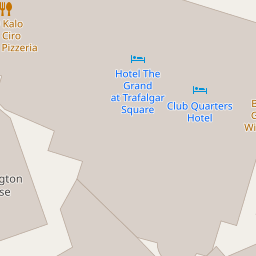 Kalo
Ciro
Pizzeria
Hotel The
Grand
at Trafalgar
Square
Club Quarters
Hotel